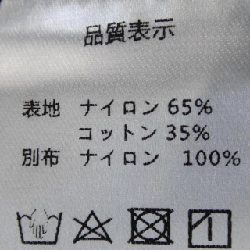 品質表示
表地 ナイロン 65%
コットン 35%
別布 ナイロン 100%